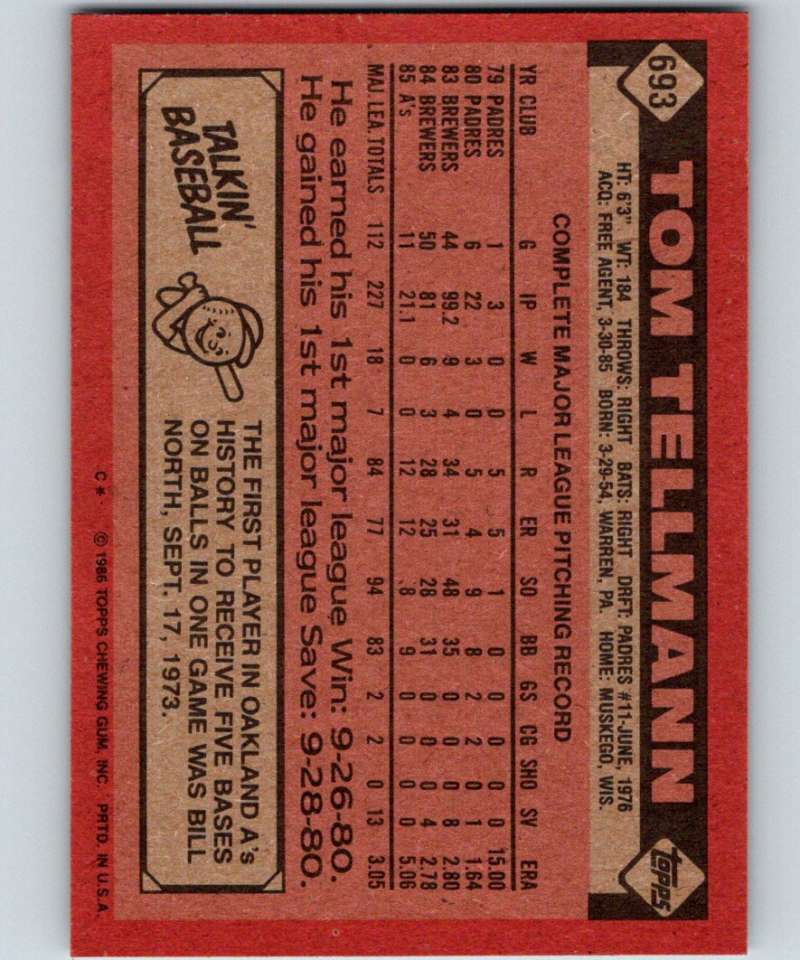 693
TOM TELLMANN
topps
HT: 6'3" WT: 184 THROWS: RIGHT BATS: RIGHT DRFT: PADRES #11-JUNE, 1976
ACQ: FREE AGENT, 3-30-85 BORN: 3-29-54, WARREN, PA. HOME: MUSKEGO, WIS.
COMPLETE MAJOR LEAGUE PITCHING RECORD
YR CLUB G IP W L R ER SO BB GS CG SHO SV ERA
79 PADRES 1 3 0 0 5 5 1 0 0 0 0 0 15.00
80 PADRES 6 22 3 0 5 4 9 8 2 2 0 1 1.64
83 BREWERS 44 99.2 9 4 34 31 48 35 0 0 0 8 2.80
84 BREWERS 50 81 6 3 28 25 28 31 0 0 0 4 2.78
85 A's 11 21.1 0 0 12 12 8 9 0 0 0 0 5.06
MAJ LEA. TOTALS 112 227 18 7 84 77 94 83 2 2 0 13 3.05
He earned his 1st major league Win: 9-26-80.
He gained his 1st major league Save: 9-28-80.
TALKIN'
BASEBALL
THE FIRST PLAYER IN OAKLAND A's
HISTORY TO RECEIVE FIVE BASES
ON BALLS IN ONE GAME WAS BILL
NORTH, SEPT. 17, 1973.
C * © 1986 TOPPS CHEWING GUM, INC. PRTD. IN U.S.A.